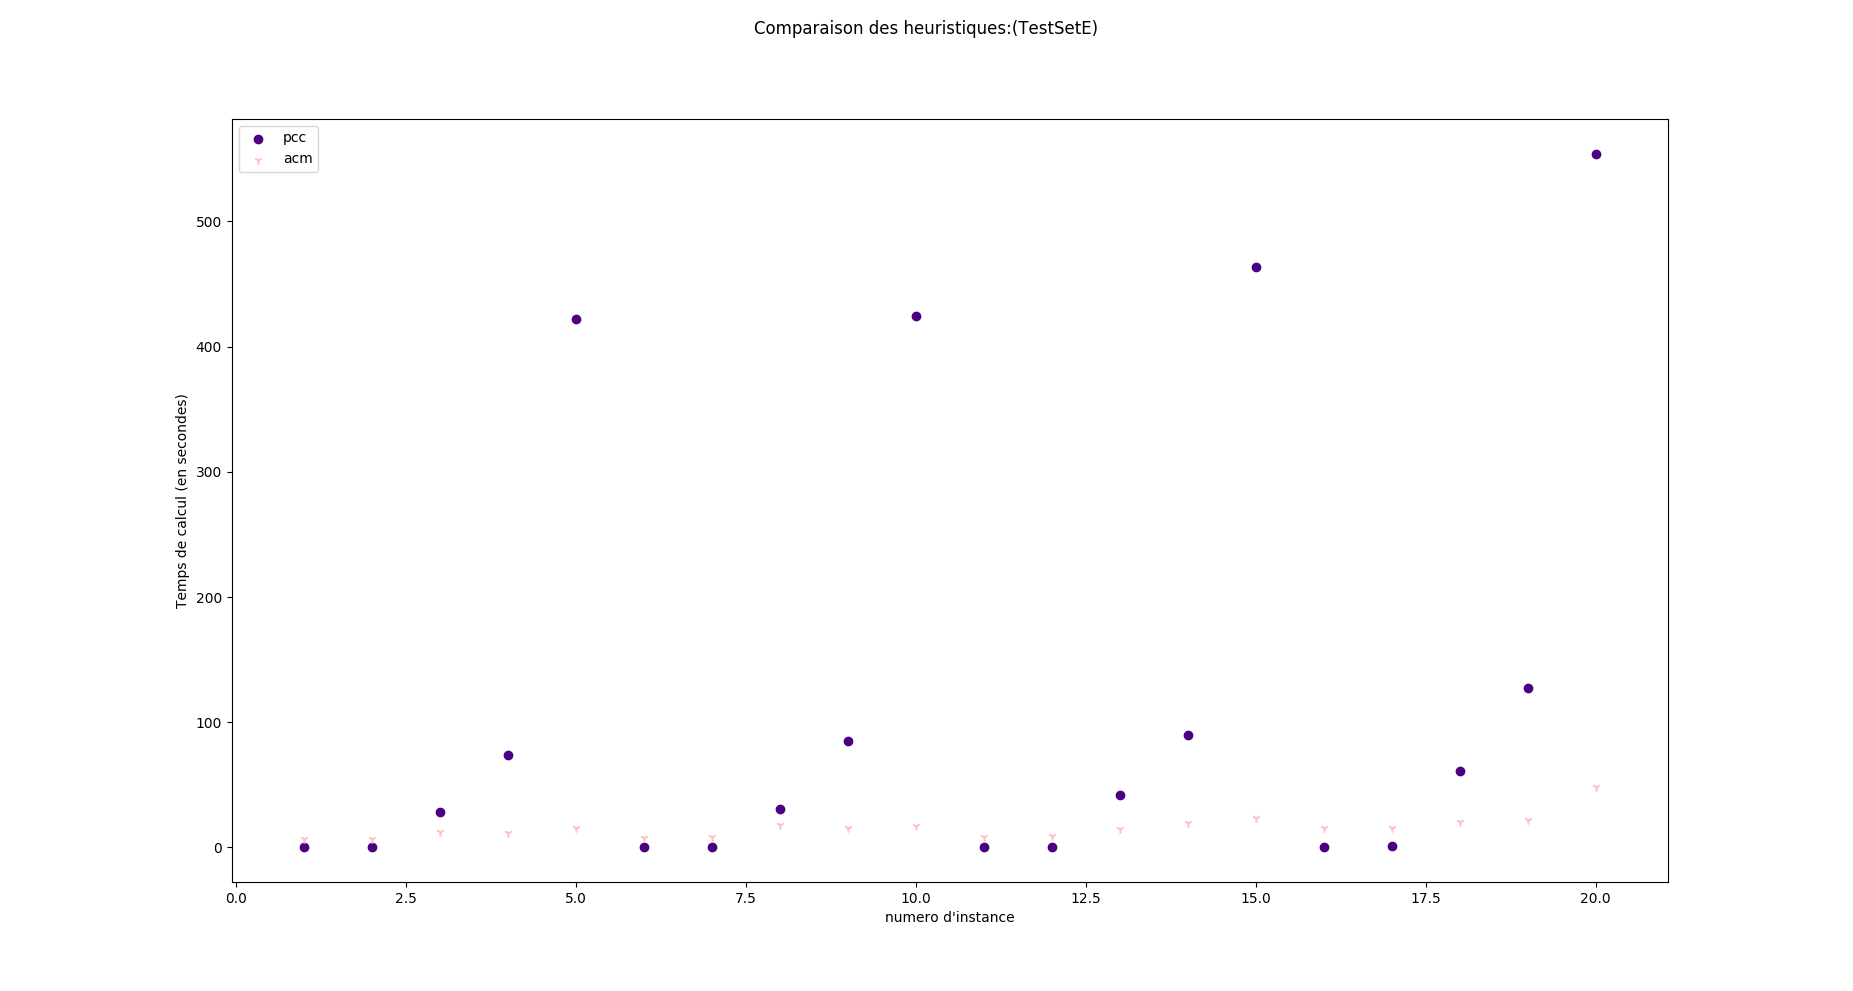 Comparaison des heuristiques:(TestSetE)
pcc
acm
Temps de calcul (en secondes)
500
400
300
200
100
0
0.0 2.5 5.0 7.5 10.0 12.5 15.0 17.5 20.0
numero d'instance